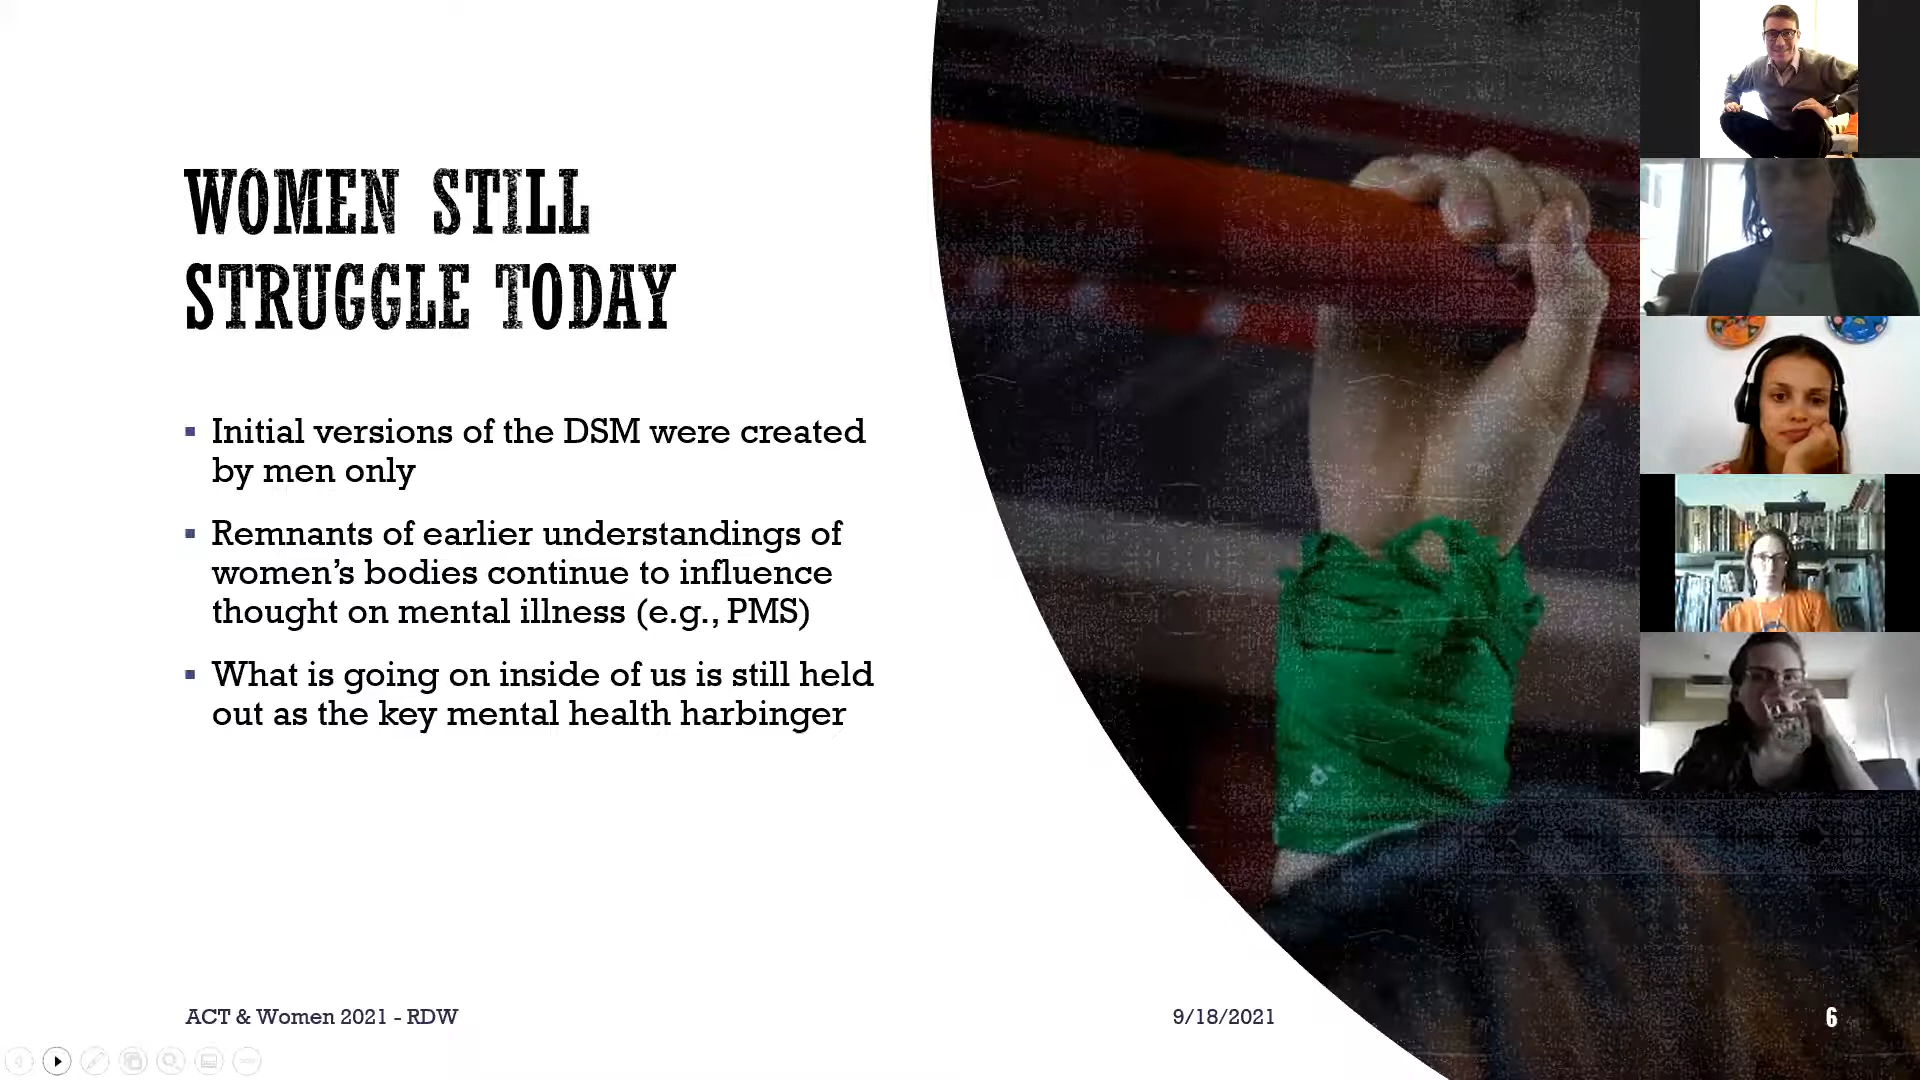 WOMEN STILL
STRUGGLE TODAY
▪ Initial versions of the DSM were created
by men only
▪ Remnants of earlier understandings of
women’s bodies continue to influence
thought on mental illness (e.g., PMS)
▪ What is going on inside of us is still held
out as the key mental health harbinger
ACT & Women 2021 - RDW
9/18/2021
6